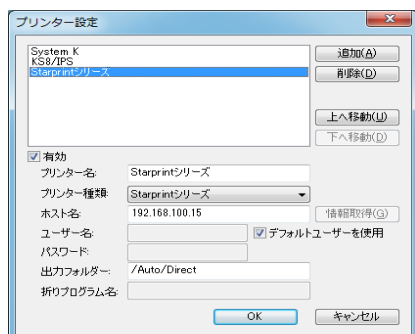 プリンター設定
System K
KS8/IPS
Starprintシリーズ
追加(A)
削除(D)
上へ移動(U)
下へ移動(D)
有効
プリンター名: Starprintシリーズ
プリンター種類: Starprintシリーズ
ホスト名: 192.168.100.15 情報取得(G)
ユーザー名: デフォルトユーザーを使用
パスワード:
出力フォルダー: /Auto/Direct
折りプログラム名:
OK キャンセル